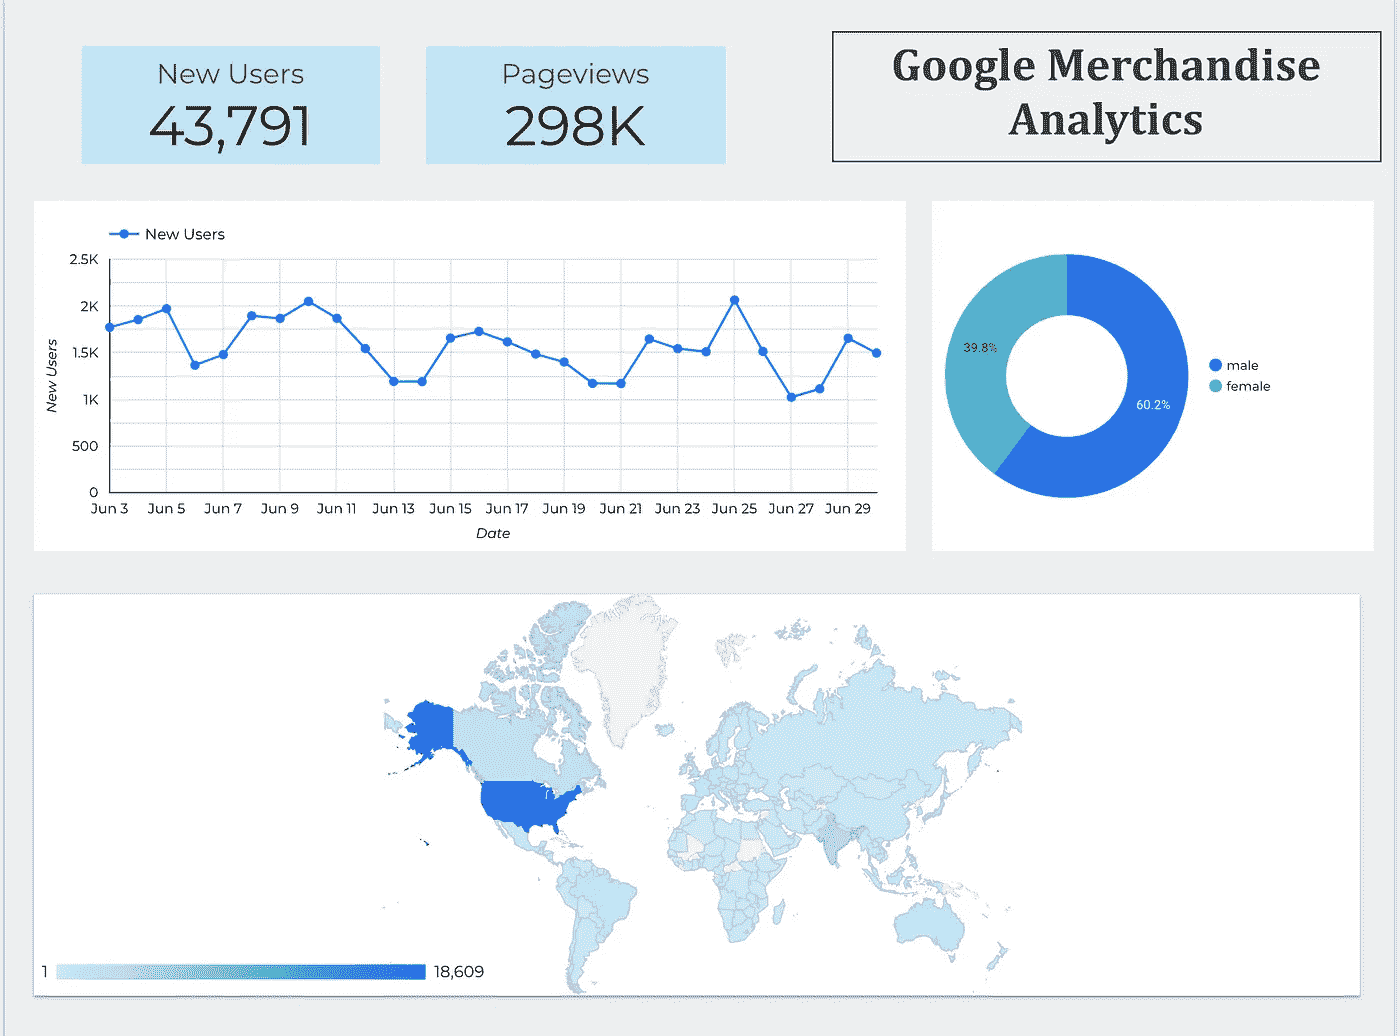 New Users
43,791
Pageviews
298K
Google Merchandise
Analytics
New Users
2.5K
2K
1.5K
1K
500
0
New Users
Jun 3 Jun 5 Jun 7 Jun 9 Jun 11 Jun 13 Jun 15 Jun 17 Jun 19 Jun 21 Jun 23 Jun 25 Jun 27 Jun 29
Date
39.8%
60.2%
male
female
1 18,609